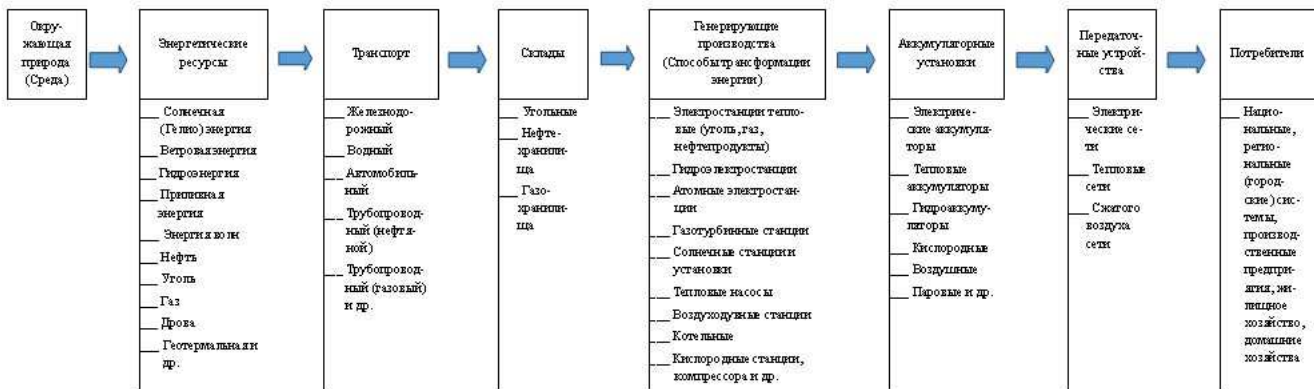 Окру-
жающая
природа
(Среда)
Энергетические
ресурсы
Солнечная
(Гелио) энергия
Ветровая энергия
Гидроэнергия
Приливная
энергия
Энергия волн
Нефть
Уголь
Газ
Дрова
Геотермальная и
др.
Транспорт
Железнодо-
рожный
Водный
Автомобиль-
ный
Трубопровод-
ный (нефтя-
ной)
Трубопровод-
ный (газовый)
и др.
Склады
Угольные
Нефте-
хранили-
ща
Газо-
хранили-
ща
Генерирующие
производства
(Способы трансформации
энергии)
Электростанции тепло-
вые (уголь, газ,
нефтепродукты)
Гидроэлектростанции
Атомные электростан-
ции
Газотурбинные станции
Солнечные станции и
установки
Тепловые насосы
Воздуходувные станции
Котельные
Кислородные станции,
компрессора и др.
Аккумуляторные
установки
Электриче-
ские аккумуля-
торы
Тепловые
аккумуляторы
Гидроаккуму-
ляторы
Кислородные
Воздушные
Паровые и др.
Передаточ-
ные устрой-
ства
Электри-
ческие се-
ти
Тепловые
сети
Сжатого
воздуха
сети
Потребители
Нацио-
нальные,
регио-
нальные
(город-
ские) сис-
темы,
производ-
ственные
предпри-
ятия, жи-
лищное
хозяйство,
домашние
хозяйства